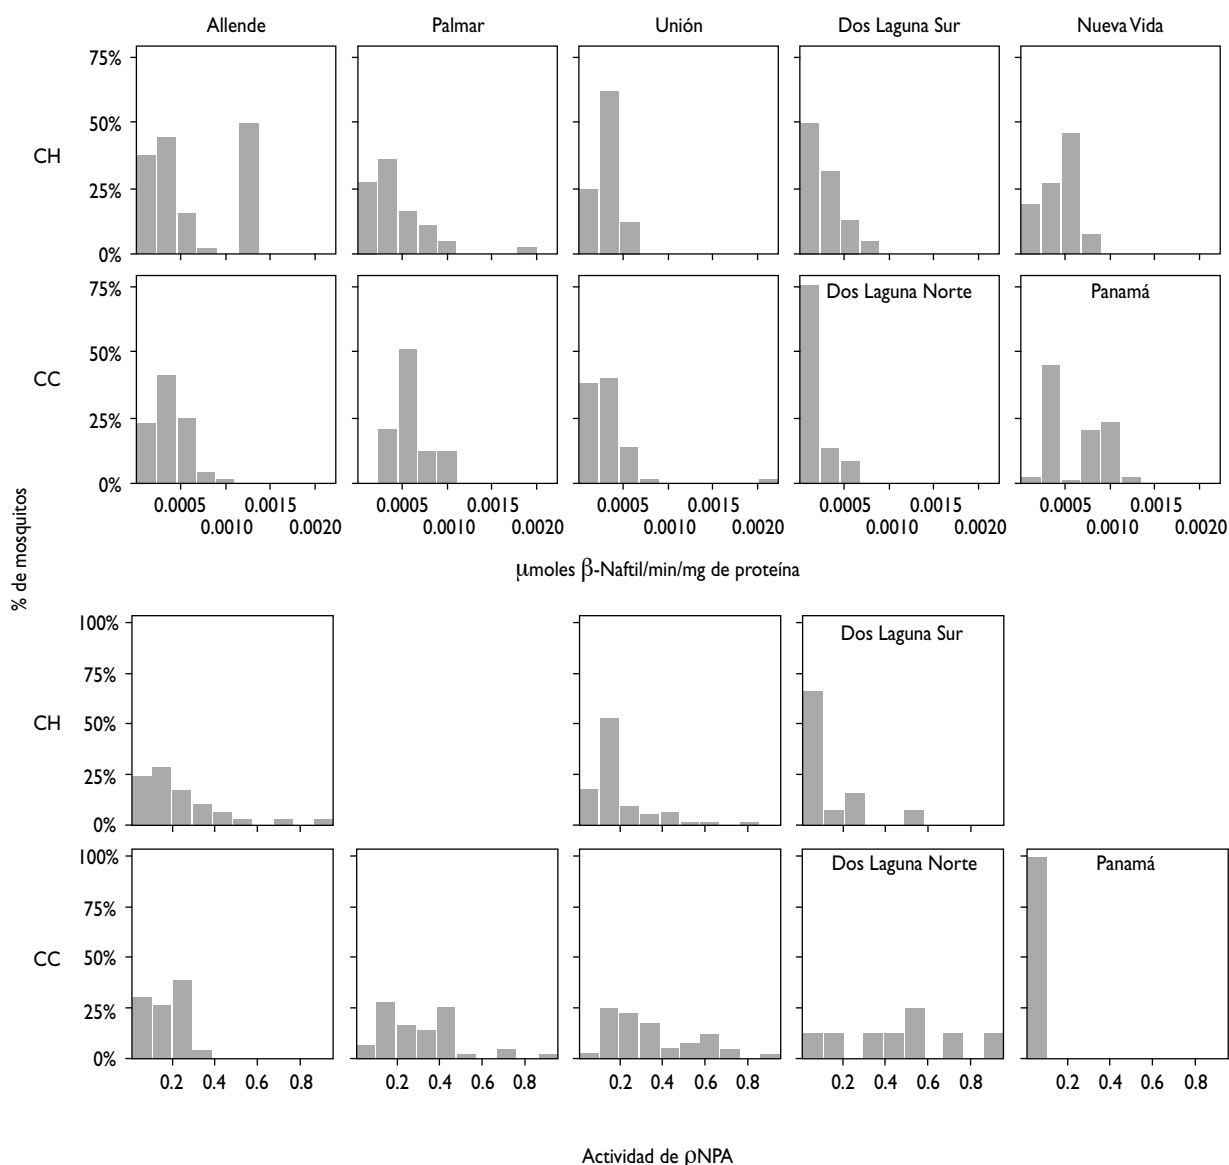 Allende Palmar Unión Dos Laguna Sur Nueva Vida
75%
50%
CH
25%
0%
75%
Dos Laguna Norte Panamá
50%
CC
25%
0%
0.0005 0.0015 0.0005 0.0015 0.0005 0.0015 0.0005 0.0015 0.0005 0.0015
0.0010 0.0020 0.0010 0.0020 0.0010 0.0020 0.0010 0.0020 0.0010 0.0020
μmoles β-Naftil/min/mg de proteína
% de mosquitos
100%
Dos Laguna Sur
75%
CH
50%
25%
0%
100%
Dos Laguna Norte Panamá
75%
50%
CC
25%
0%
0.2 0.4 0.6 0.8 0.2 0.4 0.6 0.8 0.2 0.4 0.6 0.8 0.2 0.4 0.6 0.8 0.2 0.4 0.6 0.8
Actividad de ρNPA